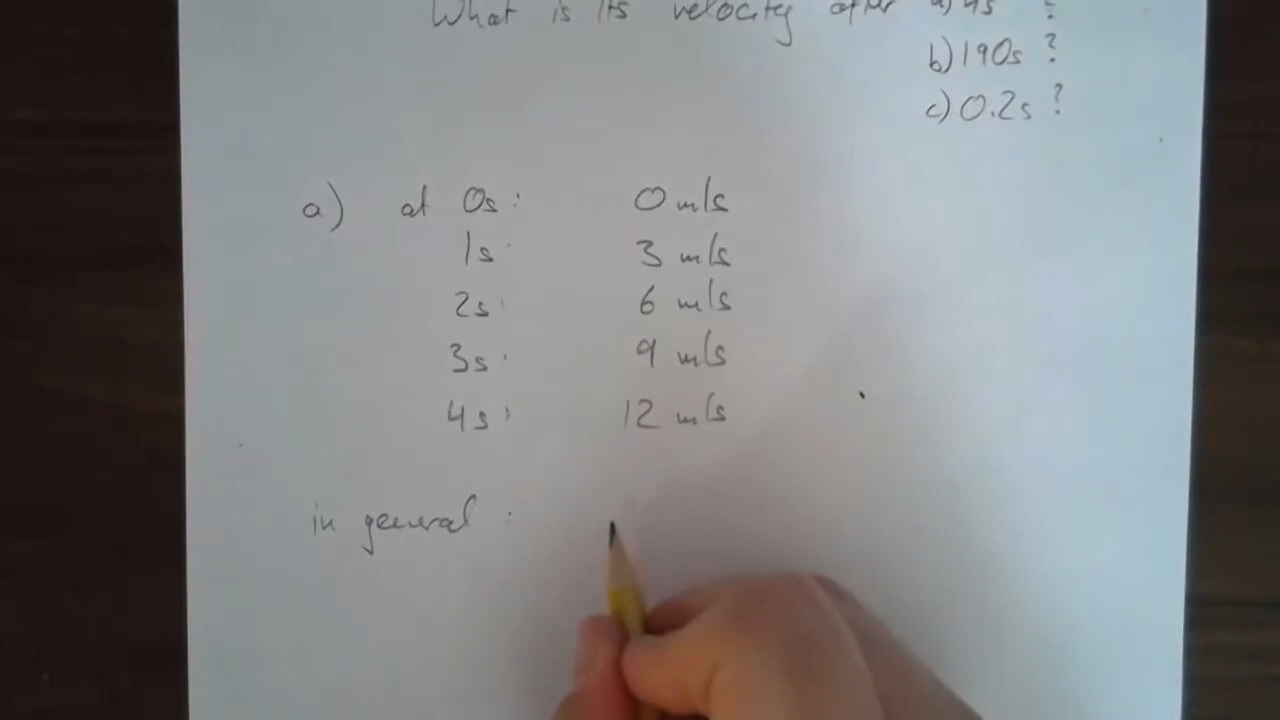 What is its velocity after a) 4s ?
b) 190s ?
c) 0.2s ?
a) at 0s: 0 m/s
1s: 3 m/s
2s: 6 m/s
3s: 9 m/s
4s: 12 m/s
in general :